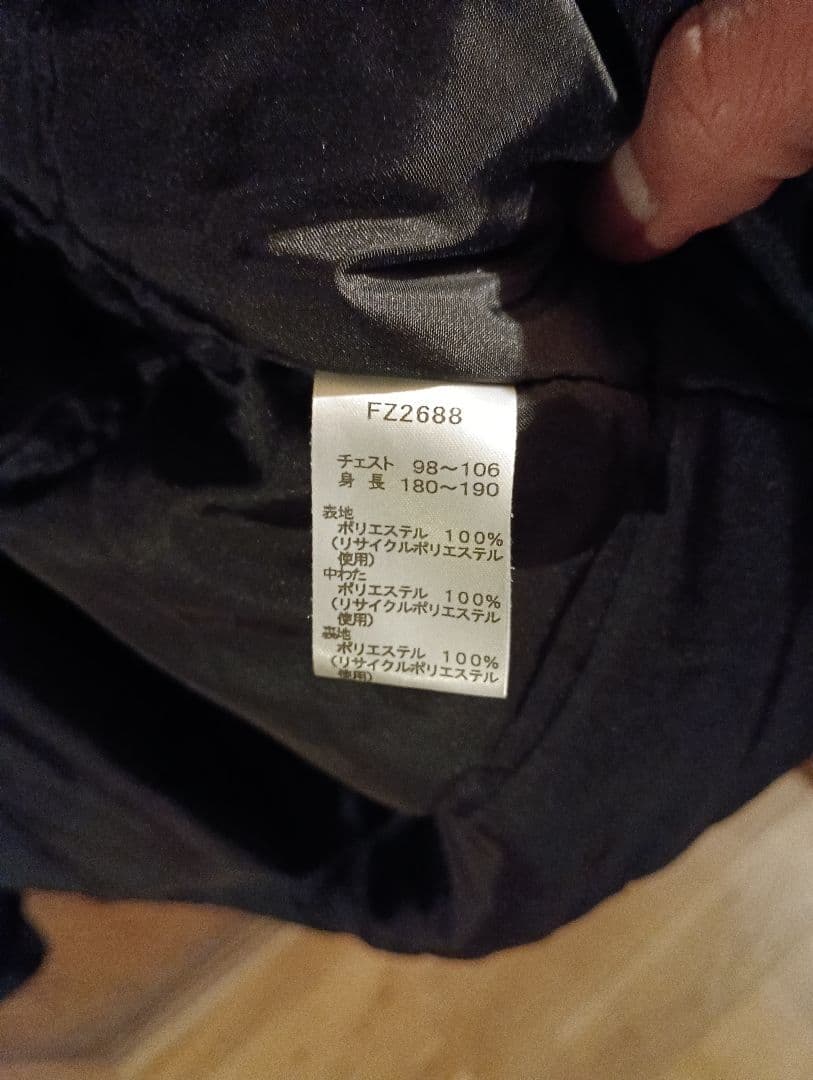 FZ2688
チェスト 98～106
身 長 180～190
表地
ポリエステル 100%
(リサイクルポリエステル
使用)
中わた
ポリエステル 100%
(リサイクルポリエステル
使用)
表地
ポリエステル 100%
(リサイクルポリエステル
使用)